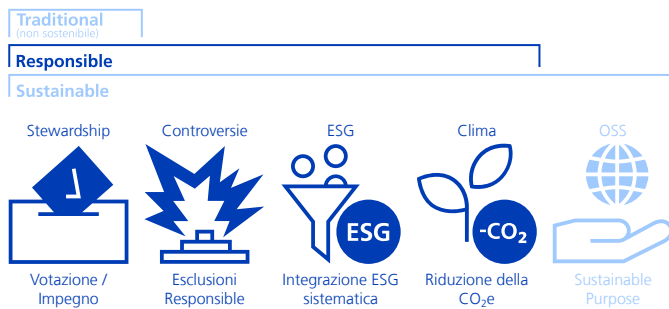 Traditional
(non sostenibile)
Responsible
Sustainable
Stewardship
Controversie
ESG
Clima
OSS
ESG
-CO₂
Votazione /
Impegno
Esclusioni
Responsible
Integrazione ESG
sistematica
Riduzione della
CO₂e
Sustainable
Purpose